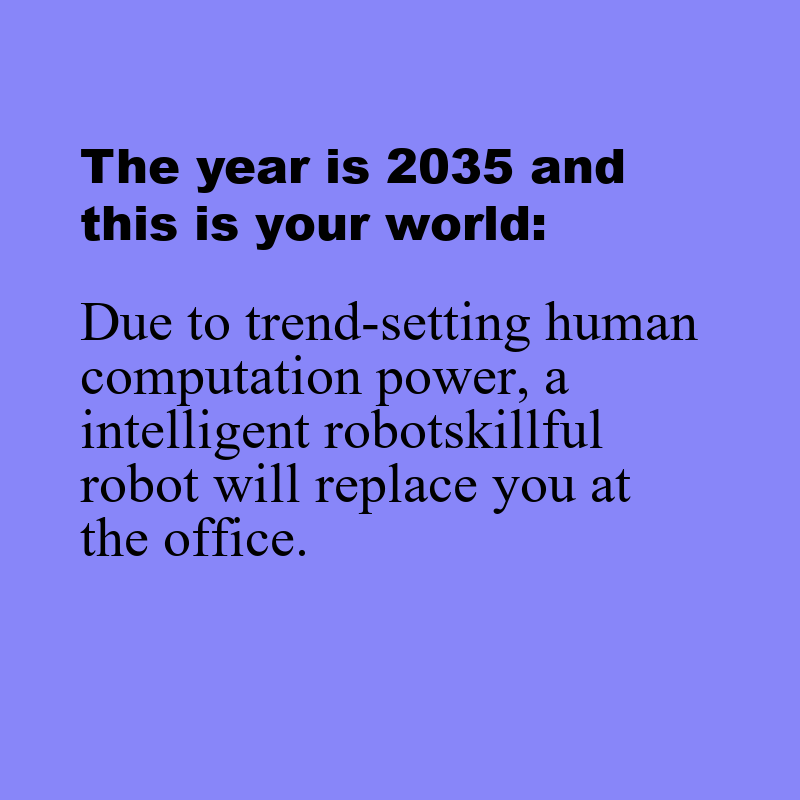 The year is 2035 and
this is your world:
Due to trend-setting human
computation power, a
intelligent robotskillful
robot will replace you at
the office.